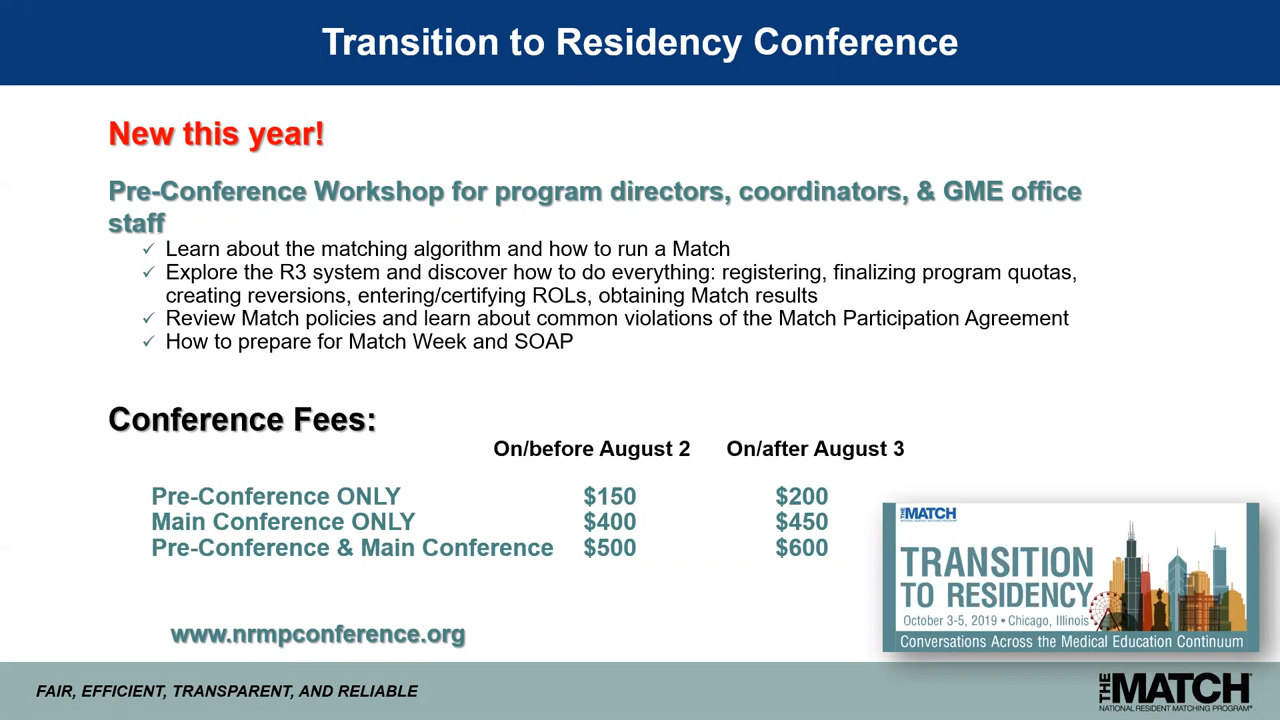 Transition to Residency Conference
New this year!
Pre-Conference Workshop for program directors, coordinators, & GME office
staff
✓ Learn about the matching algorithm and how to run a Match
✓ Explore the R3 system and discover how to do everything: registering, finalizing program quotas,
creating reversions, entering/certifying ROLs, obtaining Match results
✓ Review Match policies and learn about common violations of the Match Participation Agreement
✓ How to prepare for Match Week and SOAP
Conference Fees:
On/before August 2 On/after August 3
Pre-Conference ONLY $150 $200
Main Conference ONLY $400 $450
Pre-Conference & Main Conference $500 $600
THE MATCH
NATIONAL RESIDENT MATCHING PROGRAM®
TRANSITION
TO RESIDENCY
October 3-5, 2019 • Chicago, Illinois
Conversations Across the Medical Education Continuum
www.nrmpconference.org
FAIR, EFFICIENT, TRANSPARENT, AND RELIABLE
THE MATCH®
NATIONAL RESIDENT MATCHING PROGRAM®